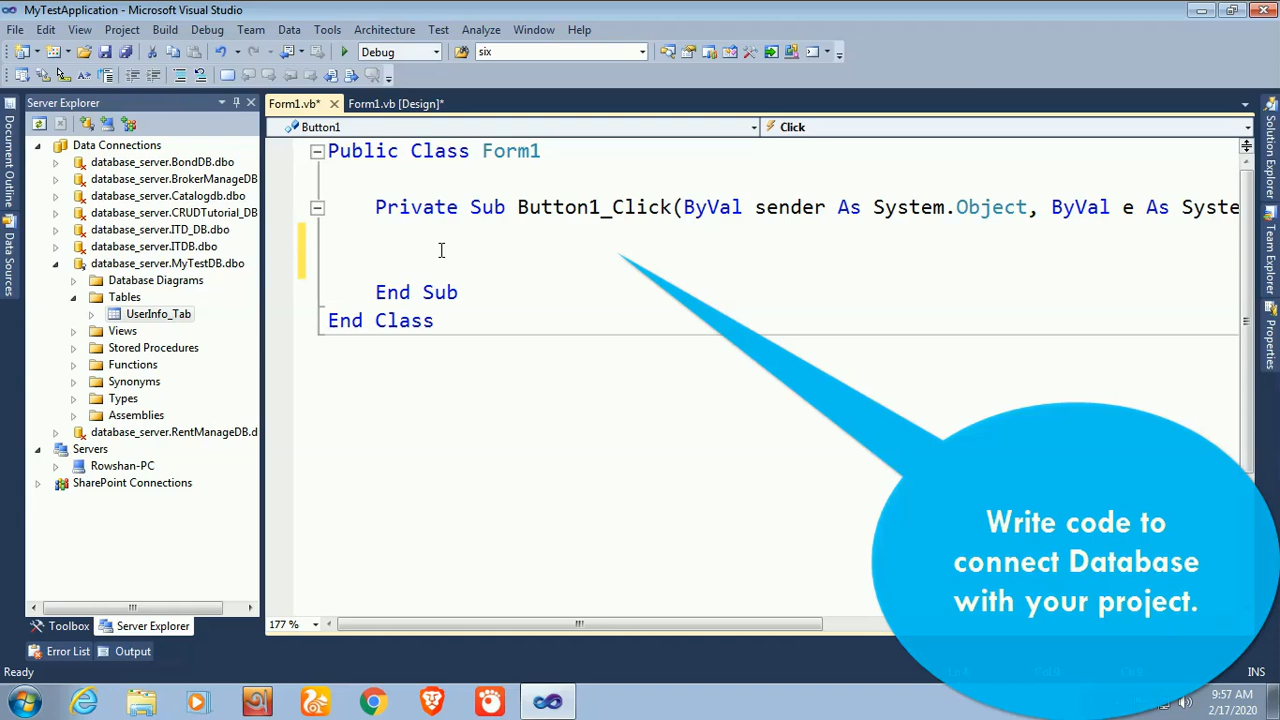 MyTestApplication - Microsoft Visual Studio
File Edit View Project Build Debug Team Data Tools Architecture Test Analyze Window Help
Debug six
Server Explorer
Form1.vb* Form1.vb [Design]*
Button1 Click
Data Connections
database_server.BondDB.dbo
database_server.BrokerManageDB
database_server.Catalogdb.dbo
database_server.CRUDTutorial_DB
database_server.ITD_DB.dbo
database_server.ITDB.dbo
database_server.MyTestDB.dbo
Database Diagrams
Tables
UserInfo_Tab
Views
Stored Procedures
Functions
Synonyms
Types
Assemblies
database_server.RentManageDB.d
Servers
Rowshan-PC
SharePoint Connections
Public Class Form1
Private Sub Button1_Click(ByVal sender As System.Object, ByVal e As Syste
End Sub
End Class
Write code to
connect Database
with your project.
Document Outline
Data Sources
Solution Explorer
Team Explorer
Properties
177 %
Toolbox Server Explorer
Error List Output
Ready
INS
9:57 AM
2/17/2020